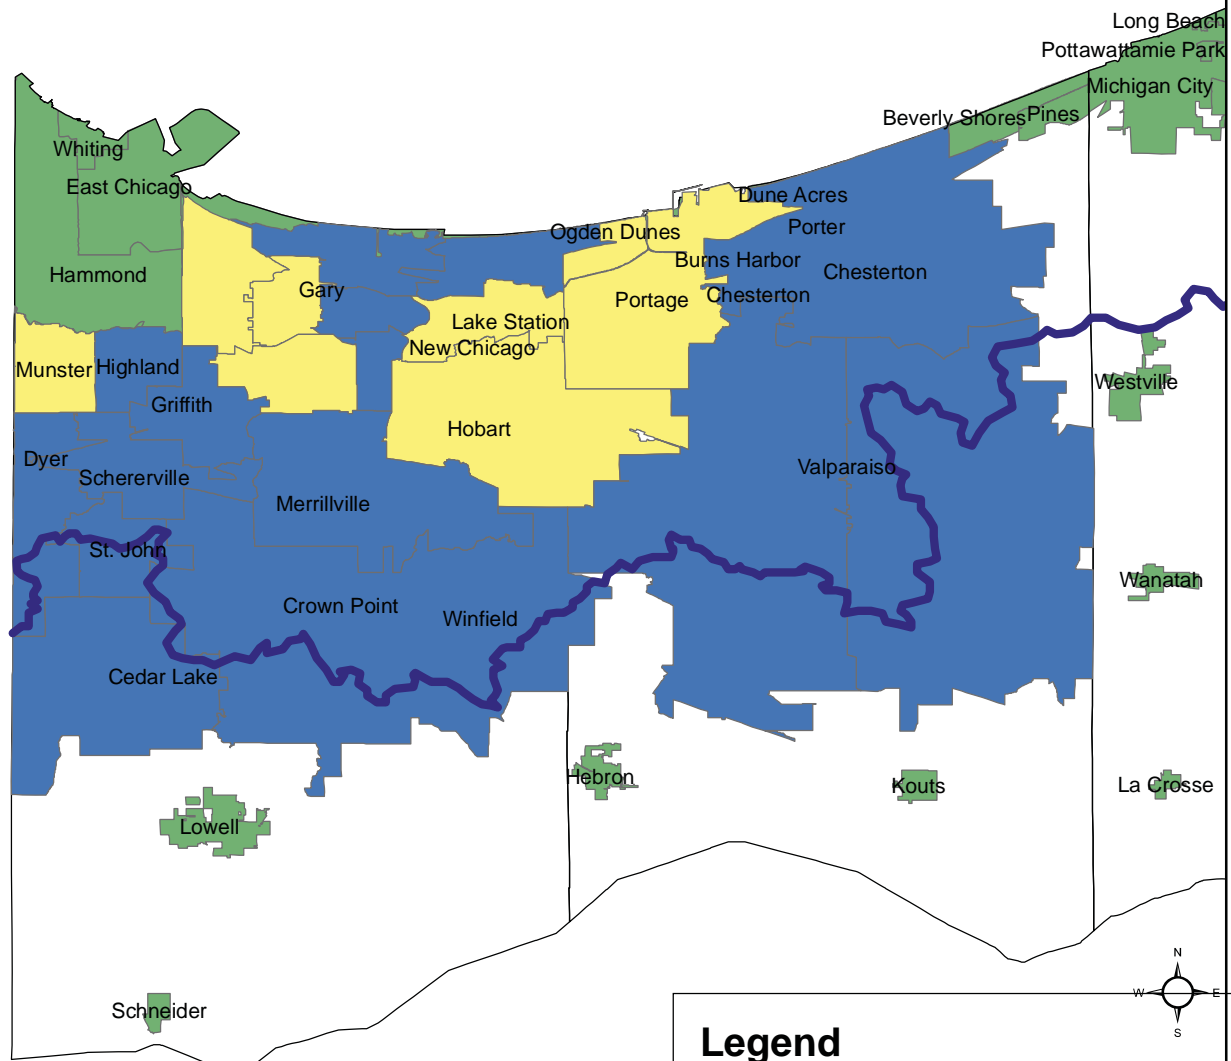 Long Beach
Pottawattamie Park
Michigan City
Beverly Shores
Pines
Whiting
East Chicago
Dune Acres
Ogden Dunes
Porter
Burns Harbor
Hammond
Chesterton
Gary
Portage
Chesterton
Lake Station
New Chicago
Munster
Highland
Westville
Griffith
Hobart
Dyer
Valparaiso
Schererville
Merrillville
St. John
Wanatah
Crown Point
Winfield
Cedar Lake
Hebron
Kouts
La Crosse
Lowell
N
W
E
S
Schneider
Legend